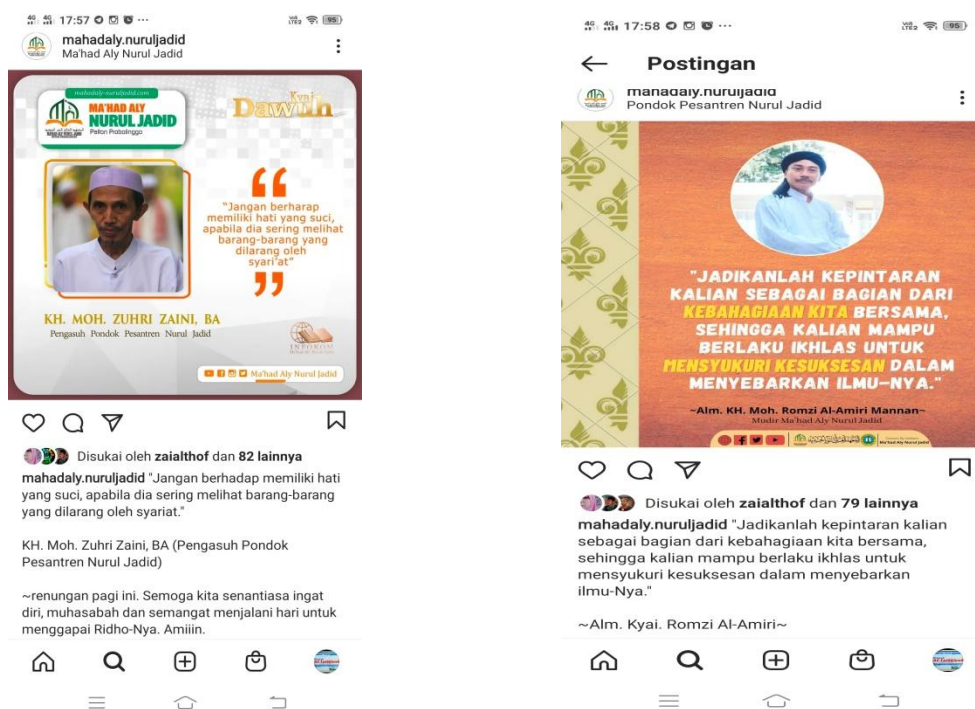 17:57
95
mahadaly.nuruljadid
Ma'had Aly Nurul Jadid
mahadaly-nuruljadid.com
MA'HAD ALY
NURUL JADID
Paiton Probolinggo
Kyai
Dawuh
"Jangan berharap
memiliki hati yang suci,
apabila dia sering melihat
barang-barang yang
dilarang oleh
syari'at"
KH. MOH. ZUHRI ZAINI, BA
Pengasuh Pondok Pesantren Nurul Jadid
INFOKOM
Ma'had Aly Nurul Jadid
Disukai oleh zaialthof dan 82 lainnya
mahadaly.nuruljadid "Jangan berhadap memiliki hati
yang suci, apabila dia sering melihat barang-barang
yang dilarang oleh syariat."
KH. Moh. Zuhri Zaini, BA (Pengasuh Pondok
Pesantren Nurul Jadid)
~renungan pagi ini. Semoga kita senantiasa ingat
diri, muhasabah dan semangat menjalani hari untuk
menggapai Ridho-Nya. Amiiin.
17:58
95
Postingan
mahadaly.nuruljadid
Pondok Pesantren Nurul Jadid
"JADIKANLAH KEPINTARAN
KALIAN SEBAGAI BAGIAN DARI
KEBAHAGIAAN KITA BERSAMA,
SEHINGGA KALIAN MAMPU
BERLAKU IKHLAS UNTUK
MENSYUKURI KESUKSESAN DALAM
MENYEBARKAN ILMU-NYA."
~Alm. KH. Moh. Romzi Al-Amiri Mannan~
Mudir Ma'had Aly Nurul Jadid
Disukai oleh zaialthof dan 79 lainnya
mahadaly.nuruljadid "Jadikanlah kepintaran kalian
sebagai bagian dari kebahagiaan kita bersama,
sehingga kalian mampu berlaku ikhlas untuk
mensyukuri kesuksesan dalam menyebarkan
ilmu-Nya."
~Alm. Kyai. Romzi Al-Amiri~